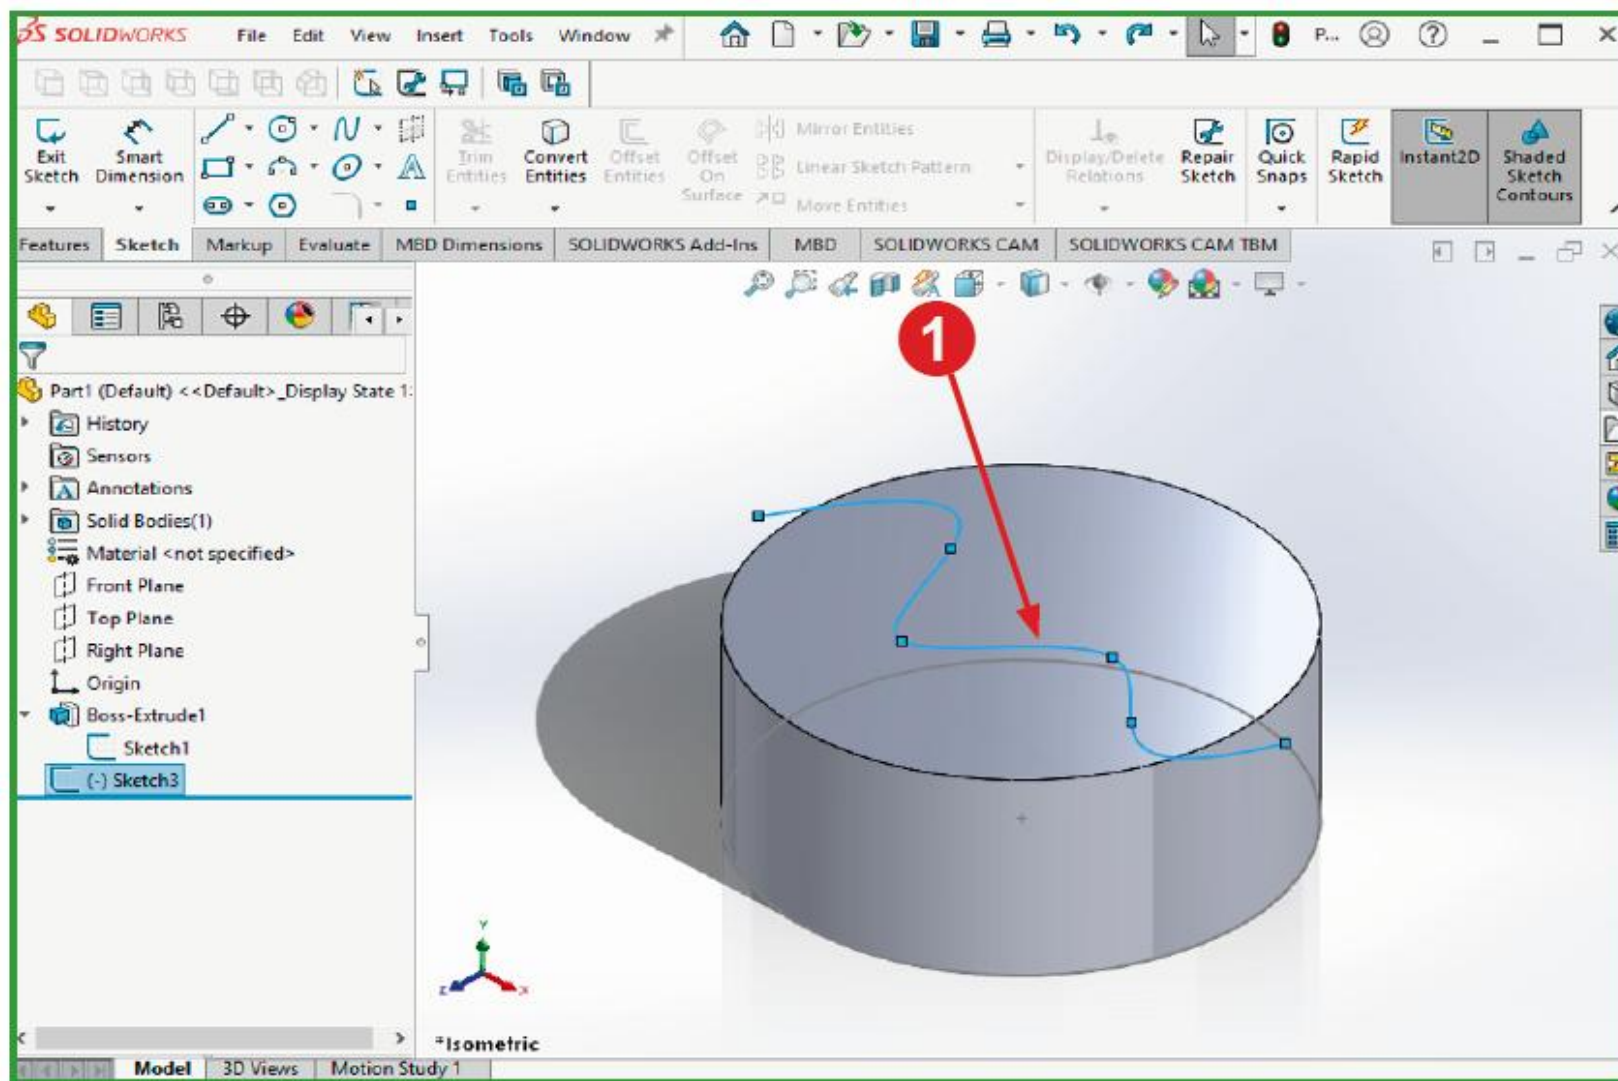 SOLIDWORKS File Edit View Insert Tools Window P... ?
Exit Sketch
Smart Dimension
Trim Entities
Convert Entities
Offset Entities
Offset On Surface
Mirror Entities
Linear Sketch Pattern
Move Entities
Display/Delete Relations
Repair Sketch
Quick Snaps
Rapid Sketch
Instant2D
Shaded Sketch Contours
Features Sketch Markup Evaluate MBD Dimensions SOLIDWORKS Add-Ins MBD SOLIDWORKS CAM SOLIDWORKS CAM TBM
1
Part1 (Default) <<Default>_Display State 1
History
Sensors
Annotations
Solid Bodies(1)
Material <not specified>
Front Plane
Top Plane
Right Plane
Origin
Boss-Extrude1
Sketch1
(-) Sketch3
Y
Z X
*Isometric
Model 3D Views Motion Study 1